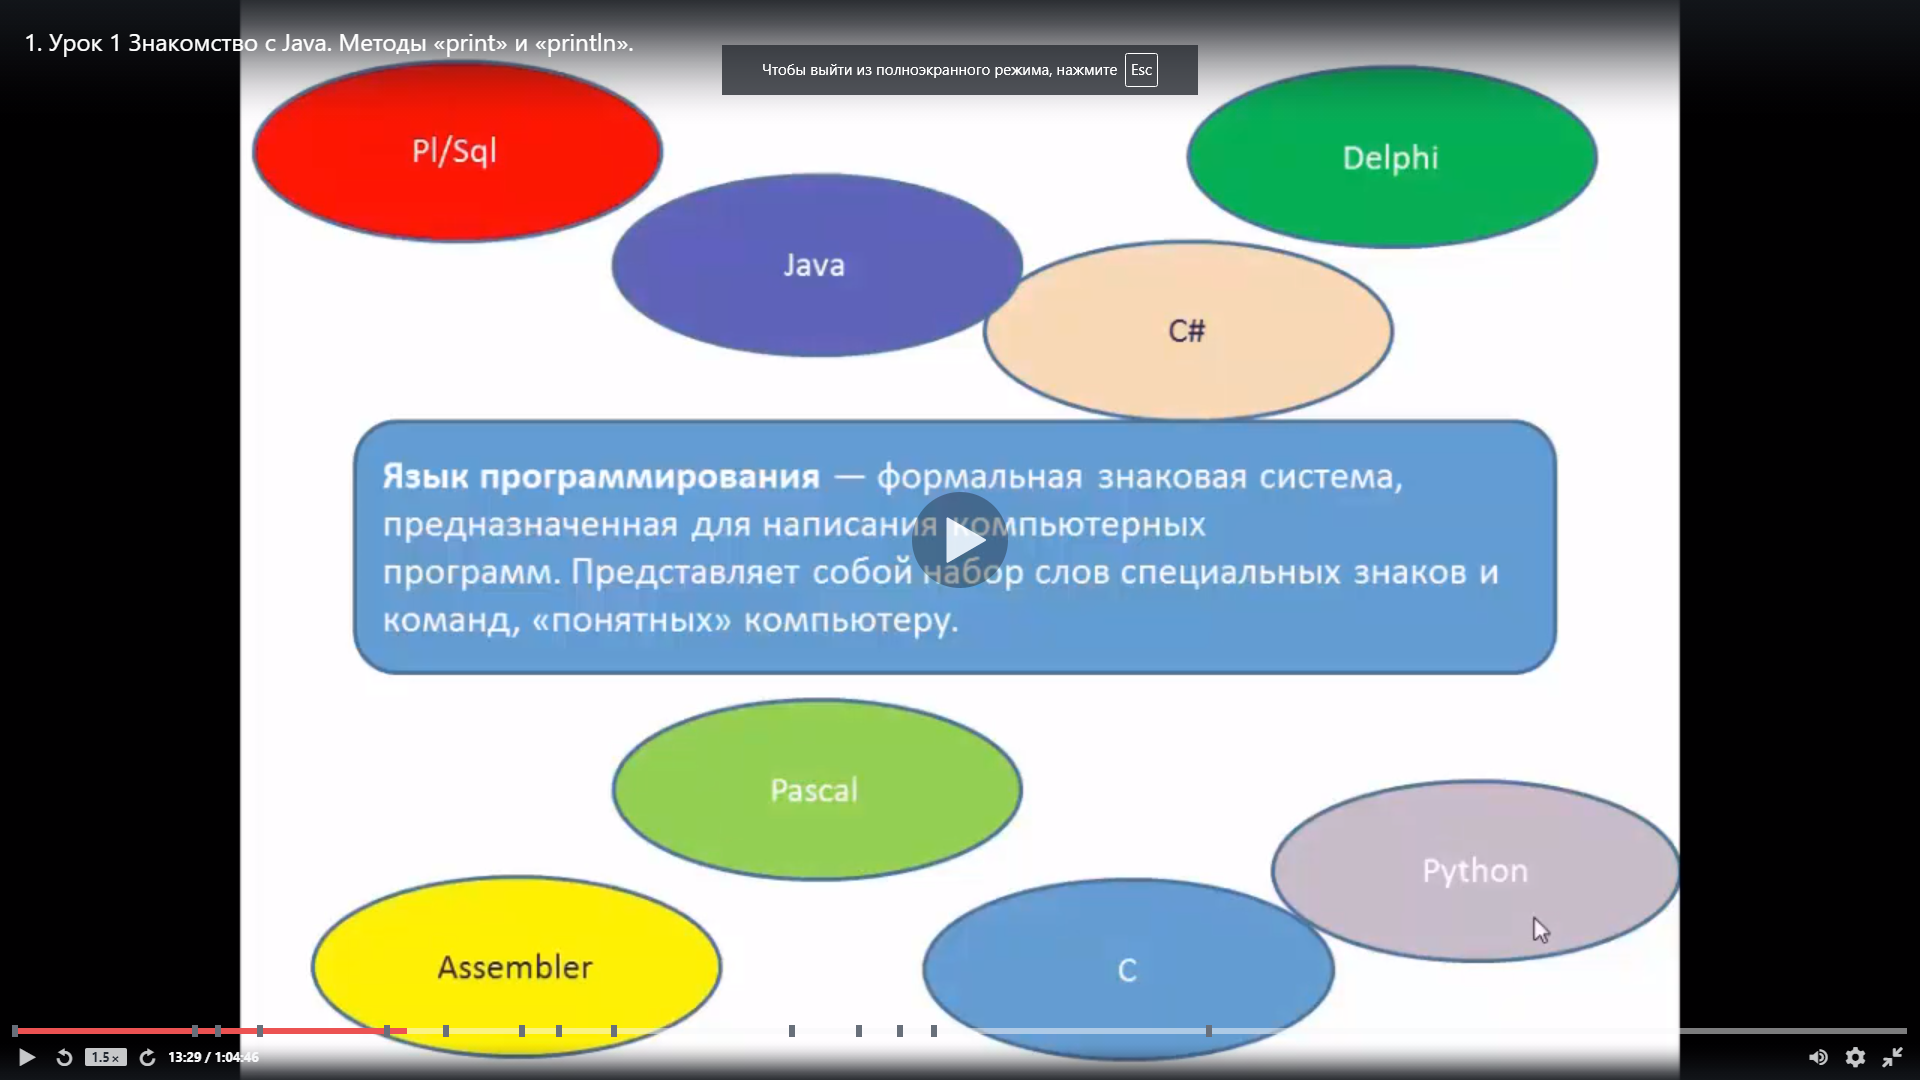 1. Урок 1 Знакомство с Java. Методы «print» и «println».
Чтобы выйти из полноэкранного режима, нажмите Esc
Pl/Sql
Delphi
Java
C#
Язык программирования — формальная знаковая система,
предназначенная для написания компьютерных
программ. Представляет собой набор слов специальных знаков и
команд, «понятных» компьютеру.
Pascal
Python
Assembler
C
1.5×
13:29 / 1:04:46